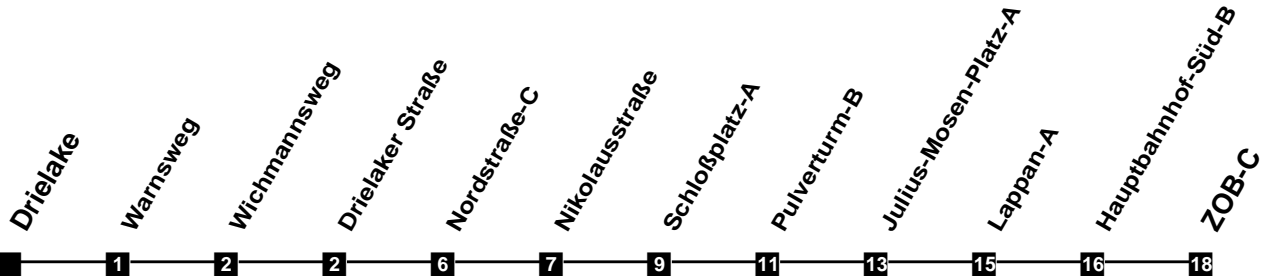 Drielake
Warnsweg
Wichmannsweg
Drielaker Straße
Nordstraße-C
Nikolausstraße
Schloßplatz-A
Pulverturm-B
Julius-Mosen-Platz-A
Lappan-A
Hauptbahnhof-Süd-B
ZOB-C
1 2 2 6 7 9 11 13 15 16 18